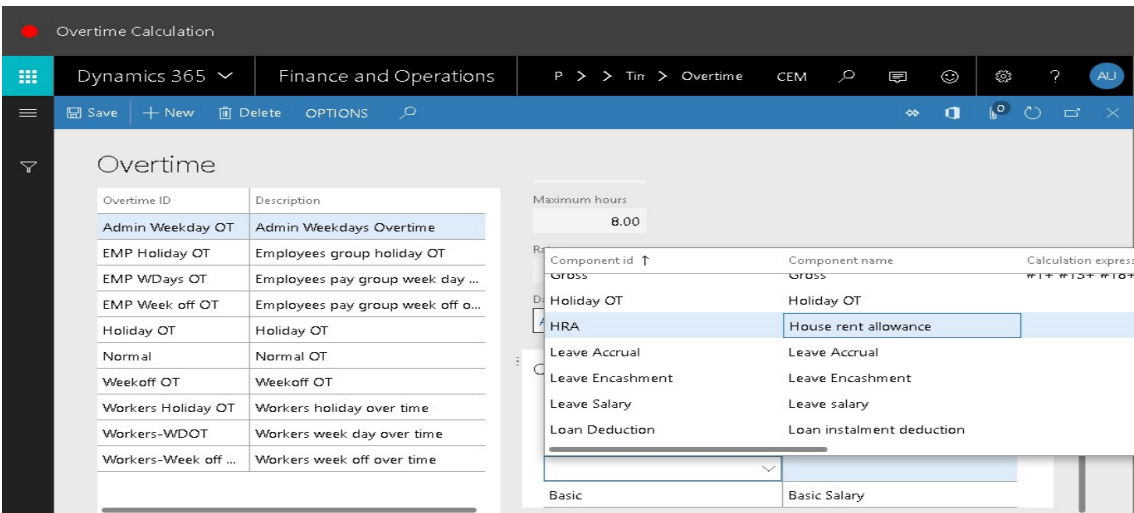 Overtime Calculation
Dynamics 365 Finance and Operations P > > Tin > Overtime CEM ? AU
Save + New Delete OPTIONS 0
Overtime
Overtime ID Description
Admin Weekday OT Admin Weekdays Overtime
EMP Holiday OT Employees group holiday OT
EMP WDays OT Employees pay group week day ...
EMP Week off OT Employees pay group week off o...
Holiday OT Holiday OT
Normal Normal OT
Weekoff OT Weekoff OT
Workers Holiday OT Workers holiday over time
Workers-WDOT Workers week day over time
Workers-Week off ... Workers week off over time
Maximum hours
8.00
Component id ↑ Component name Calculation express
Gross Gross
Holiday OT Holiday OT
HRA House rent allowance
Leave Accrual Leave Accrual
Leave Encashment Leave Encashment
Leave Salary Leave salary
Loan Deduction Loan instalment deduction
Basic Basic Salary